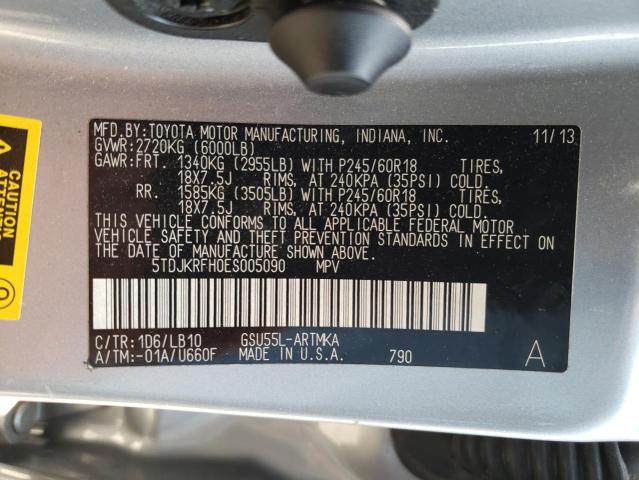 MFD.BY:TOYOTA MOTOR MANUFACTURING, INDIANA, INC. 11/13
GVWR:2720KG (6000LB)
GAWR:FRT. 1340KG (2955LB) WITH P245/60R18 TIRES,
18X7.5J RIMS, AT 240KPA (35PSI) COLD.
RR. 1585KG (3505LB) WITH P245/60R18 TIRES,
18X7.5J RIMS, AT 240KPA (35PSI) COLD.
THIS VEHICLE CONFORMS TO ALL APPLICABLE FEDERAL MOTOR
VEHICLE SAFETY AND THEFT PREVENTION STANDARDS IN EFFECT ON
THE DATE OF MANUFACTURE SHOWN ABOVE.
5TDJKRFH0ES005090 MPV
C/TR:1D6/LB10 GSU55L-ARTMKA
A/TM:-01A/U660F MADE IN U.S.A. 790 A
CAUTION